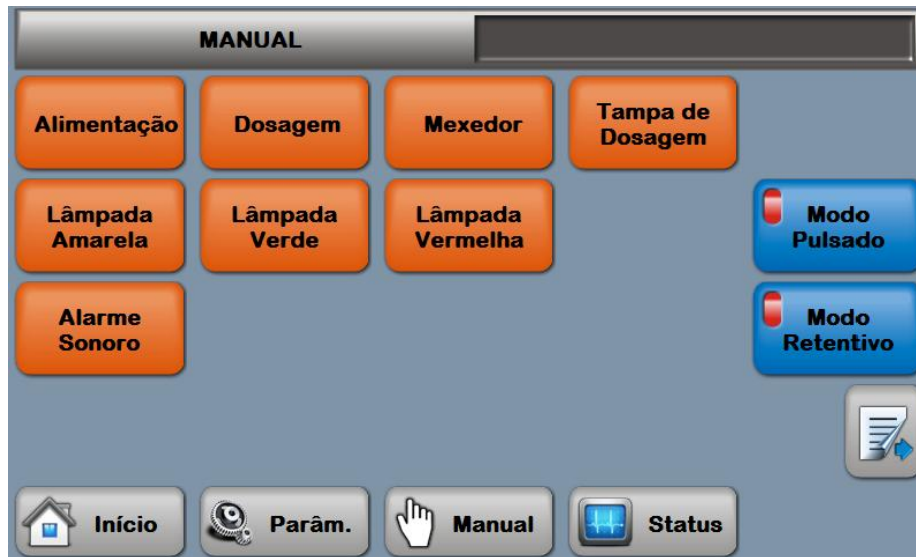 MANUAL
Alimentação
Dosagem
Mexedor
Tampa de
Dosagem
Lâmpada
Amarela
Lâmpada
Verde
Lâmpada
Vermelha
Modo
Pulsado
Alarme
Sonoro
Modo
Retentivo
Início
Parâm.
Manual
Status